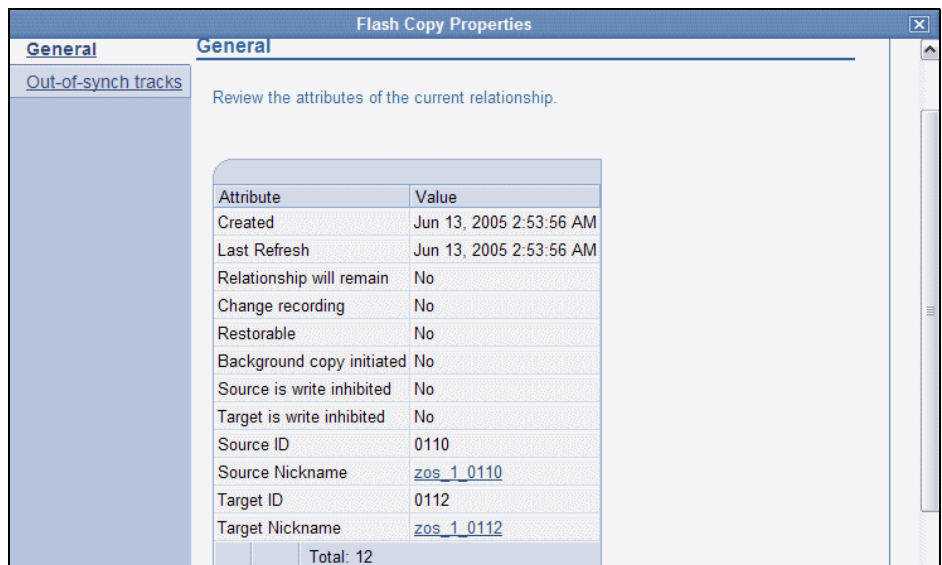 Flash Copy Properties
General
Out-of-synch tracks
General
Review the attributes of the current relationship.
Attribute Value
Created Jun 13, 2005 2:53:56 AM
Last Refresh Jun 13, 2005 2:53:56 AM
Relationship will remain No
Change recording No
Restorable No
Background copy initiated No
Source is write inhibited No
Target is write inhibited No
Source ID 0110
Source Nickname zos_1_0110
Target ID 0112
Target Nickname zos_1_0112
Total: 12